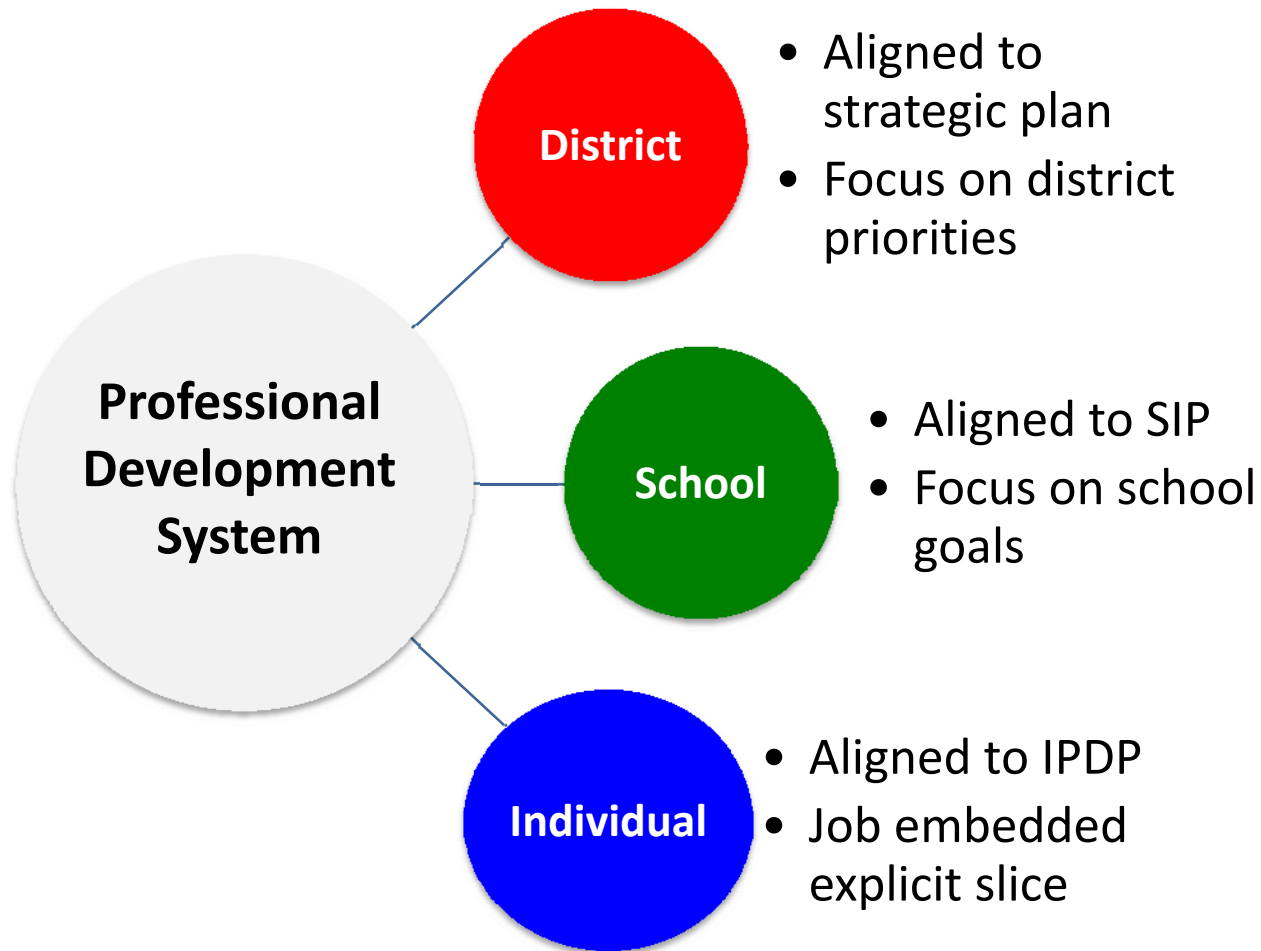 Professional
Development
System
District
• Aligned to
strategic plan
• Focus on district
priorities
School
• Aligned to SIP
• Focus on school
goals
Individual
• Aligned to IPDP
• Job embedded
explicit slice